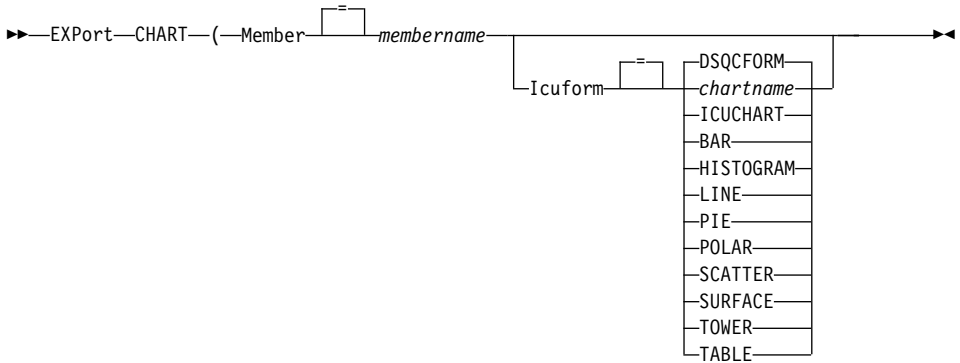 =
EXPort CHART ( Member membername
= DSQCFORM
Icuform chartname
ICUCHART
BAR
HISTOGRAM
LINE
PIE
POLAR
SCATTER
SURFACE
TOWER
TABLE